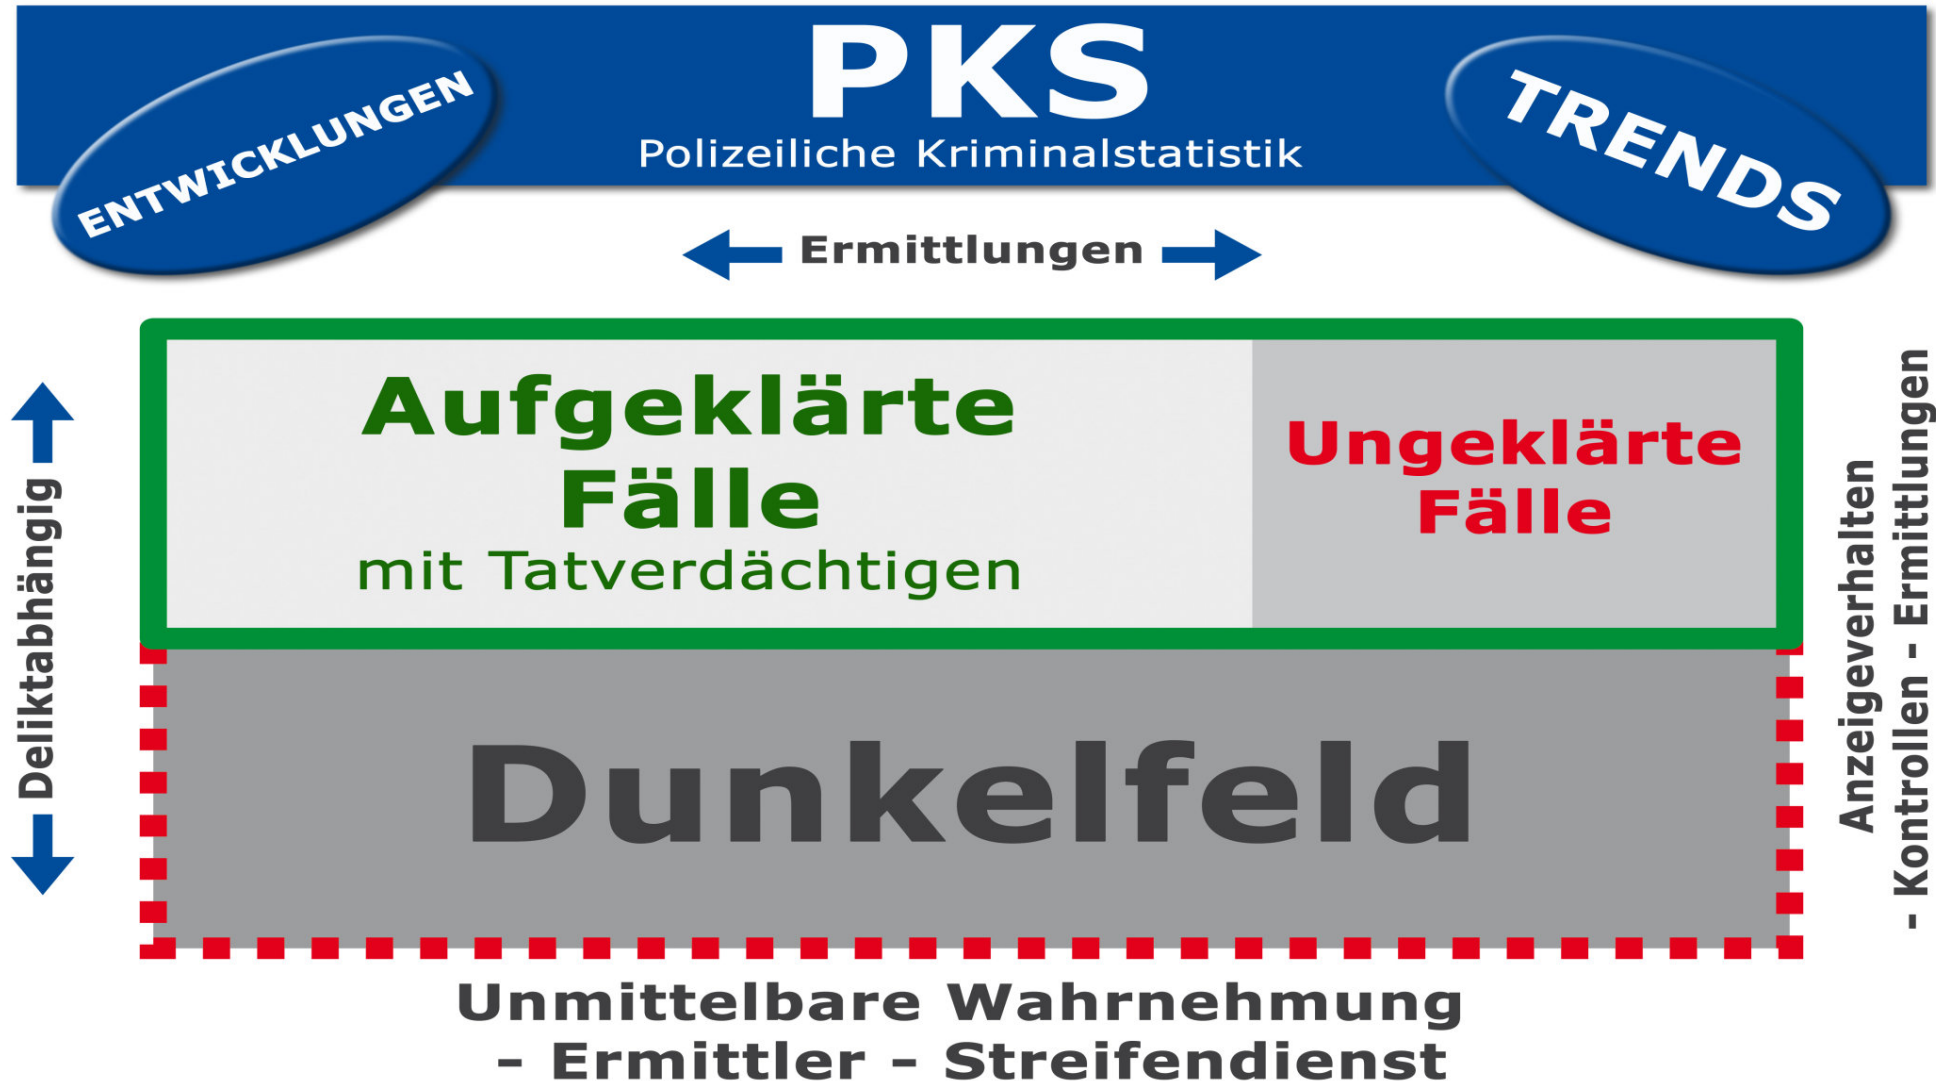 PKS
Polizeiliche Kriminalstatistik
ENTWICKLUNGEN
TRENDS
Ermittlungen
Aufgeklärte
Fälle
mit Tatverdächtigen
Ungeklärte
Fälle
Deliktabhängig
Anzeigeverhalten
- Kontrollen - Ermittlungen
Dunkelfeld
Unmittelbare Wahrnehmung
- Ermittler - Streifendienst